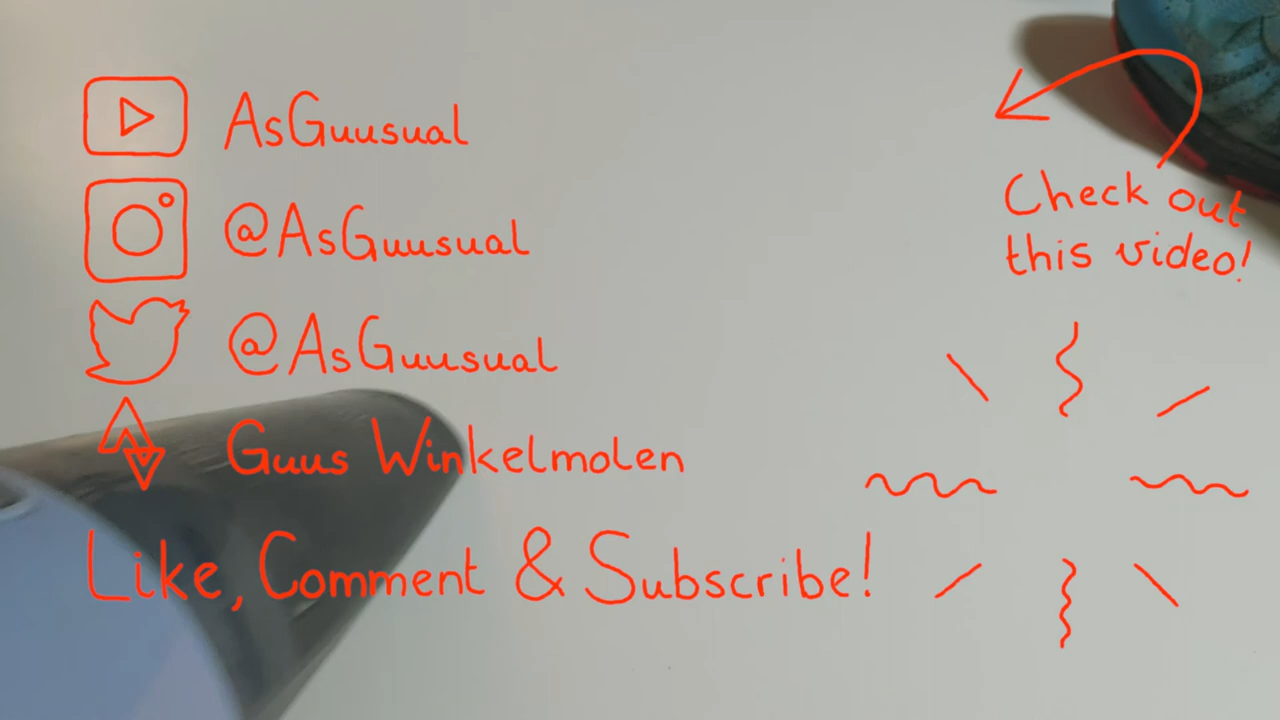 AsGuusual
@AsGuusual
@AsGuusual
Guus Winkelmolen
Like, Comment & Subscribe!
Check out
this video!